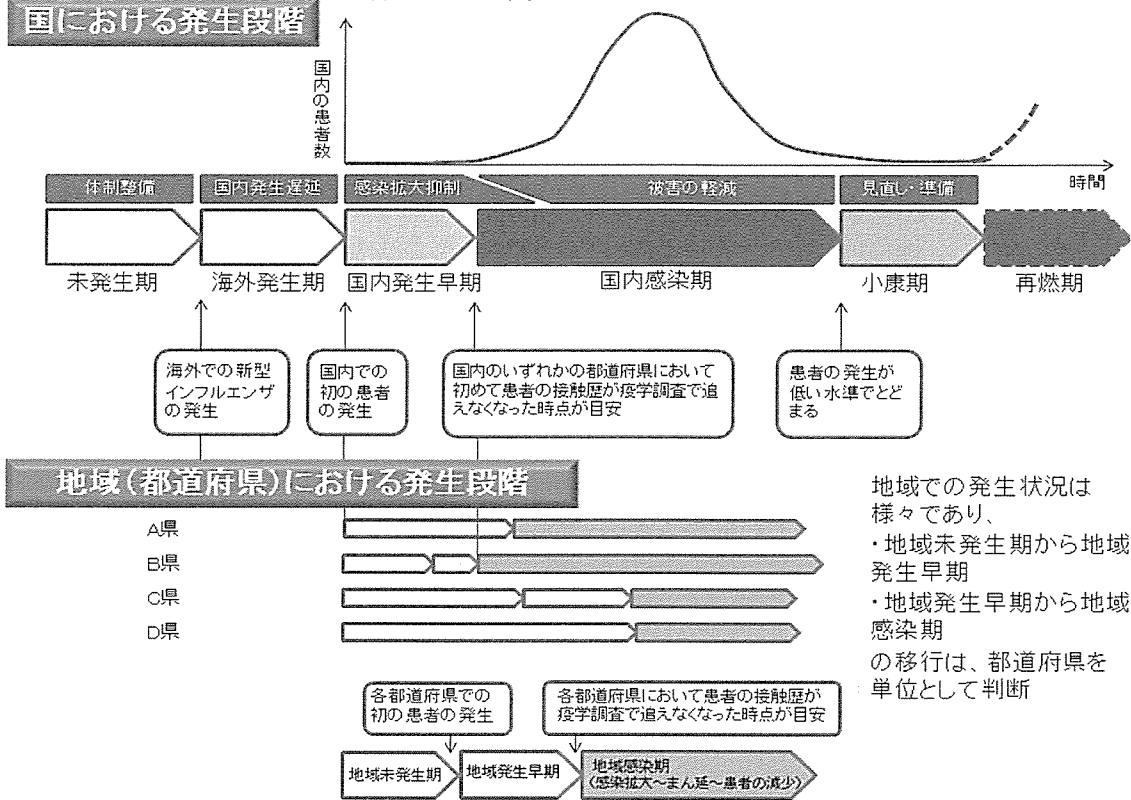 国における発生段階
国内の患者数
時間
体制整備
国内発生遅延
感染拡大抑制
被害の軽減
見直し・準備
未発生期
海外発生期
国内発生早期
国内感染期
小康期
再燃期
海外での新型
インフルエンザ
の発生
国内での
初の患者
の発生
国内のいずれかの都道府県において
初めて患者の接触歴が疫学調査で追
えなくなった時点が目安
患者の発生が
低い水準でとど
まる
地域(都道府県)における発生段階
A県
B県
C県
D県
地域での発生状況は
様々であり、
・地域未発生期から地域
発生早期
・地域発生早期から地域
感染期
の移行は、都道府県を
単位として判断
各都道府県での
初の患者の発生
各都道府県において患者の接触歴が
疫学調査で追えなくなった時点が目安
地域未発生期
地域発生早期
地域感染期
(感染拡大~まん延~患者の減少)